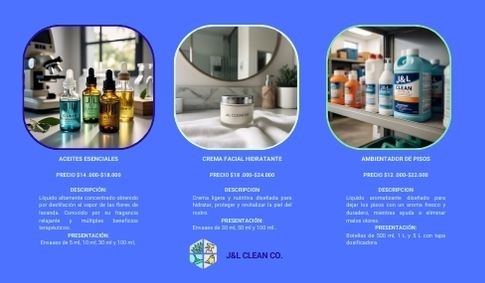 ACEITES ESENCIALES
PRECIO $14 .000-$18.000
DESCRIPCIÓN:
Líquido altamente concentrado obtenido
por destilación al vapor de las flores de
lavanda. Conocido por su fragancia
relajante y múltiples beneficios
terapéuticos.
PRESENTACIÓN:
Envases de 5 ml, 10 ml, 30 ml y 100 ml.
CREMA FACIAL HIDRATANTE
PRECIO $16 .000-$24.000
DESCRIPCION
Crema ligera y nutritiva diseñada para
hidratar, proteger y revitalizar la piel del
rostro.
PRESENTACIÓN:
Envases de 30 ml, 50 ml y 100 ml.
J&L CLEAN CO.
AMBIENTADOR DE PISOS
PRECIO $12 .000-$22.000
DESCRIPCIÓN
Líquido aromatizante diseñado para
dejar los pisos con un aroma fresco y
duradero, mientras ayuda a eliminar
malos olores.
PRESENTACIÓN:
Botellas de 500 ml, 1 L y 5 L con tapa
dosificadora.
J&L
CLEAN
J&L CLEAN CO.